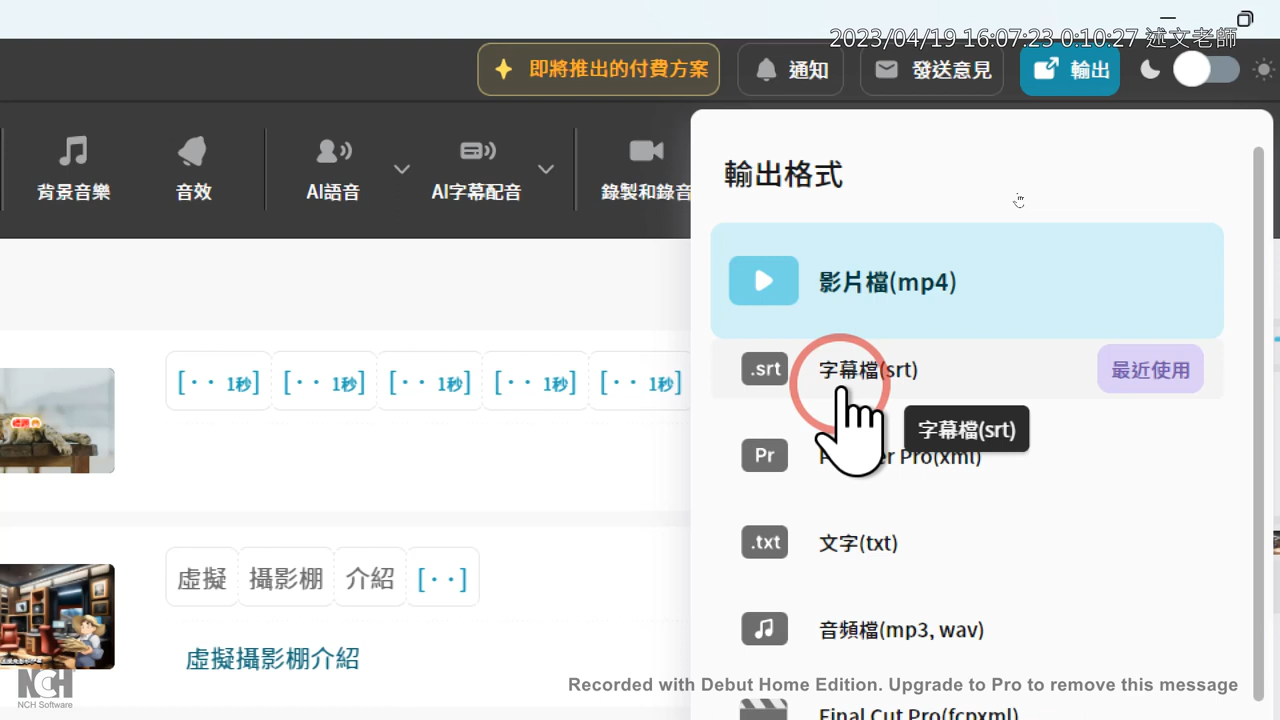 2023/04/19 16:07:23 0:10:27 述文老師
即將推出的付費方案
通知
發送意見
輸出
背景音樂
音效
AI語音
AI字幕配音
錄製和錄音
輸出格式
影片檔(mp4)
.srt 字幕檔(srt) 最近使用
字幕檔(srt)
Pr er Pro(xml)
.txt 文字(txt)
音頻檔(mp3, wav)
Final Cut Pro(fcpxml)
[·· 1秒] [·· 1秒] [·· 1秒] [·· 1秒] [·· 1秒]
虛擬 攝影棚 介紹 [··]
虛擬攝影棚介紹
NCH
NCH Software
Recorded with Debut Home Edition. Upgrade to Pro to remove this message